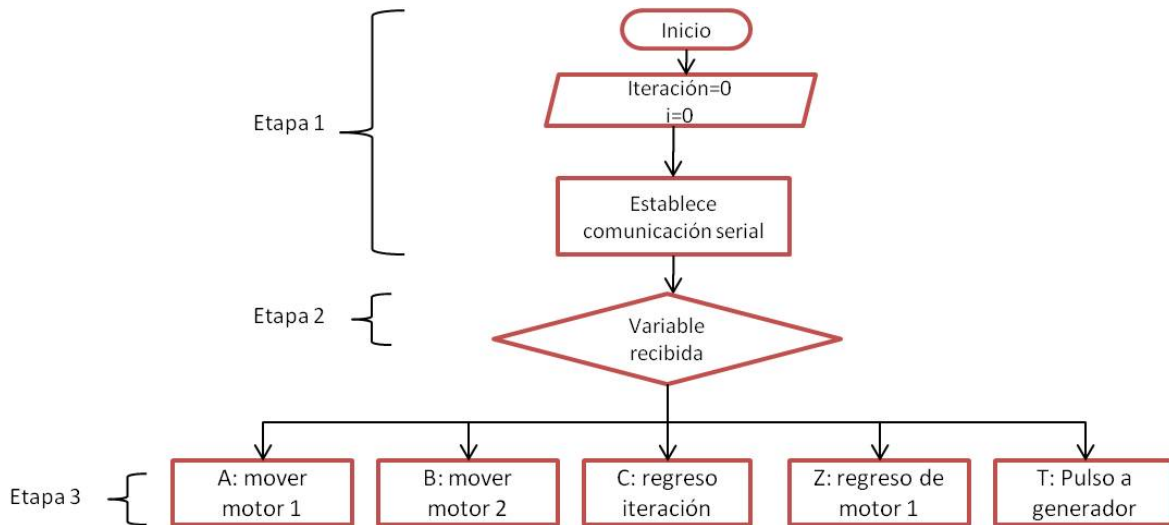 Inicio
Iteración=0
i=0
Etapa 1
Establece
comunicación serial
Etapa 2
Variable
recibida
Etapa 3
A: mover
motor 1
B: mover
motor 2
C: regreso
iteración
Z: regreso de
motor 1
T: Pulso a
generador